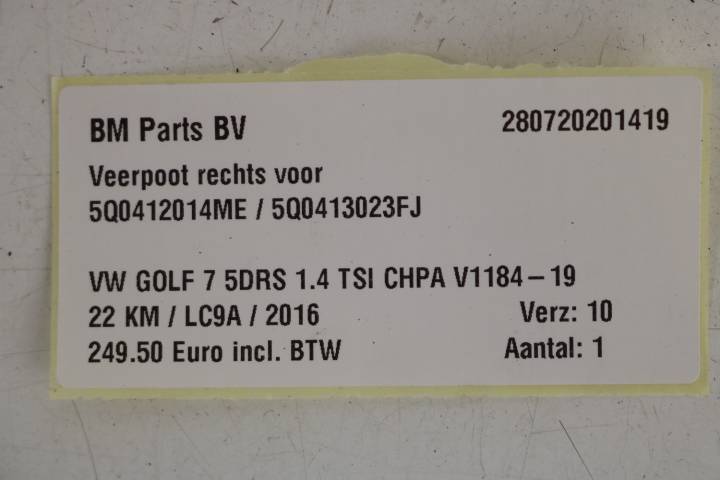 BM Parts BV 280720201419
Veerpoot rechts voor
5Q0412014ME / 5Q0413023FJ
VW GOLF 7 5DRS 1.4 TSI CHPA V1184-19
22 KM / LC9A / 2016 Verz: 10
249.50 Euro incl. BTW Aantal: 1